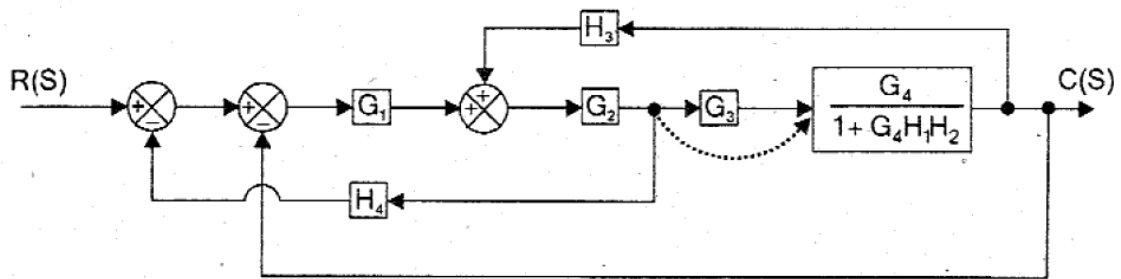 H₃
R(S)
+
−
+
−
G₁
+
+
G₂
G₃
G₄
1 + G₄H₁H₂
C(S)
H₄